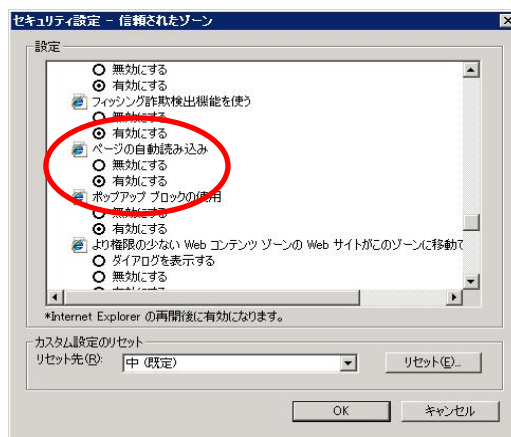 セキュリティ設定 - 信頼されたゾーン
設定
無効にする
有効にする
フィッシング詐欺検出機能を使う
無効にする
有効にする
ページの自動読み込み
無効にする
有効にする
ポップアップ ブロックの使用
無効にする
有効にする
より権限の少ない Web コンテンツ ゾーンの Web サイトがこのゾーンに移動で
ダイアログを表示する
無効にする
*Internet Explorer の再開後に有効になります。
カスタム設定のリセット
リセット先(R):
中 (既定)
リセット(E)...
OK
キャンセル